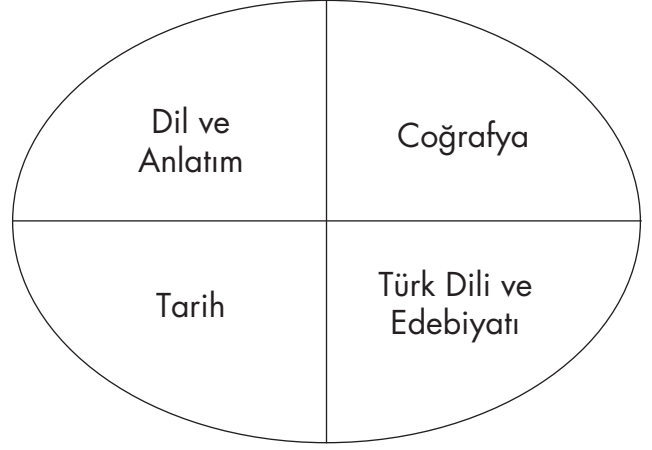 Dil ve
Anlatım
Coğrafya
Tarih
Türk Dili ve
Edebiyatı